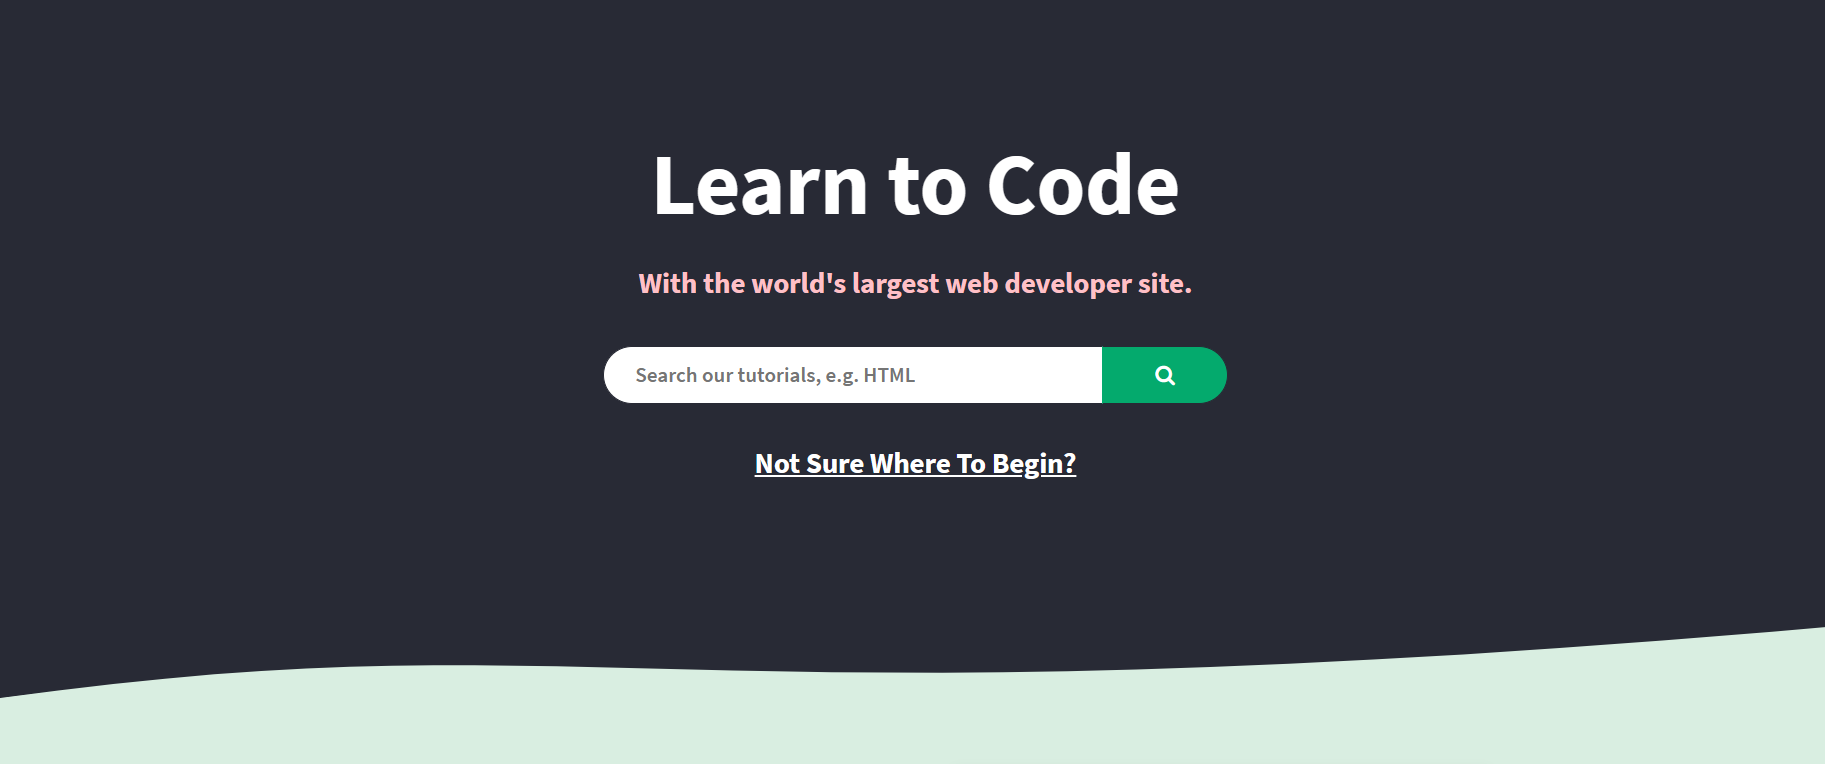 Learn to Code
With the world's largest web developer site.
Search our tutorials, e.g. HTML
Not Sure Where To Begin?